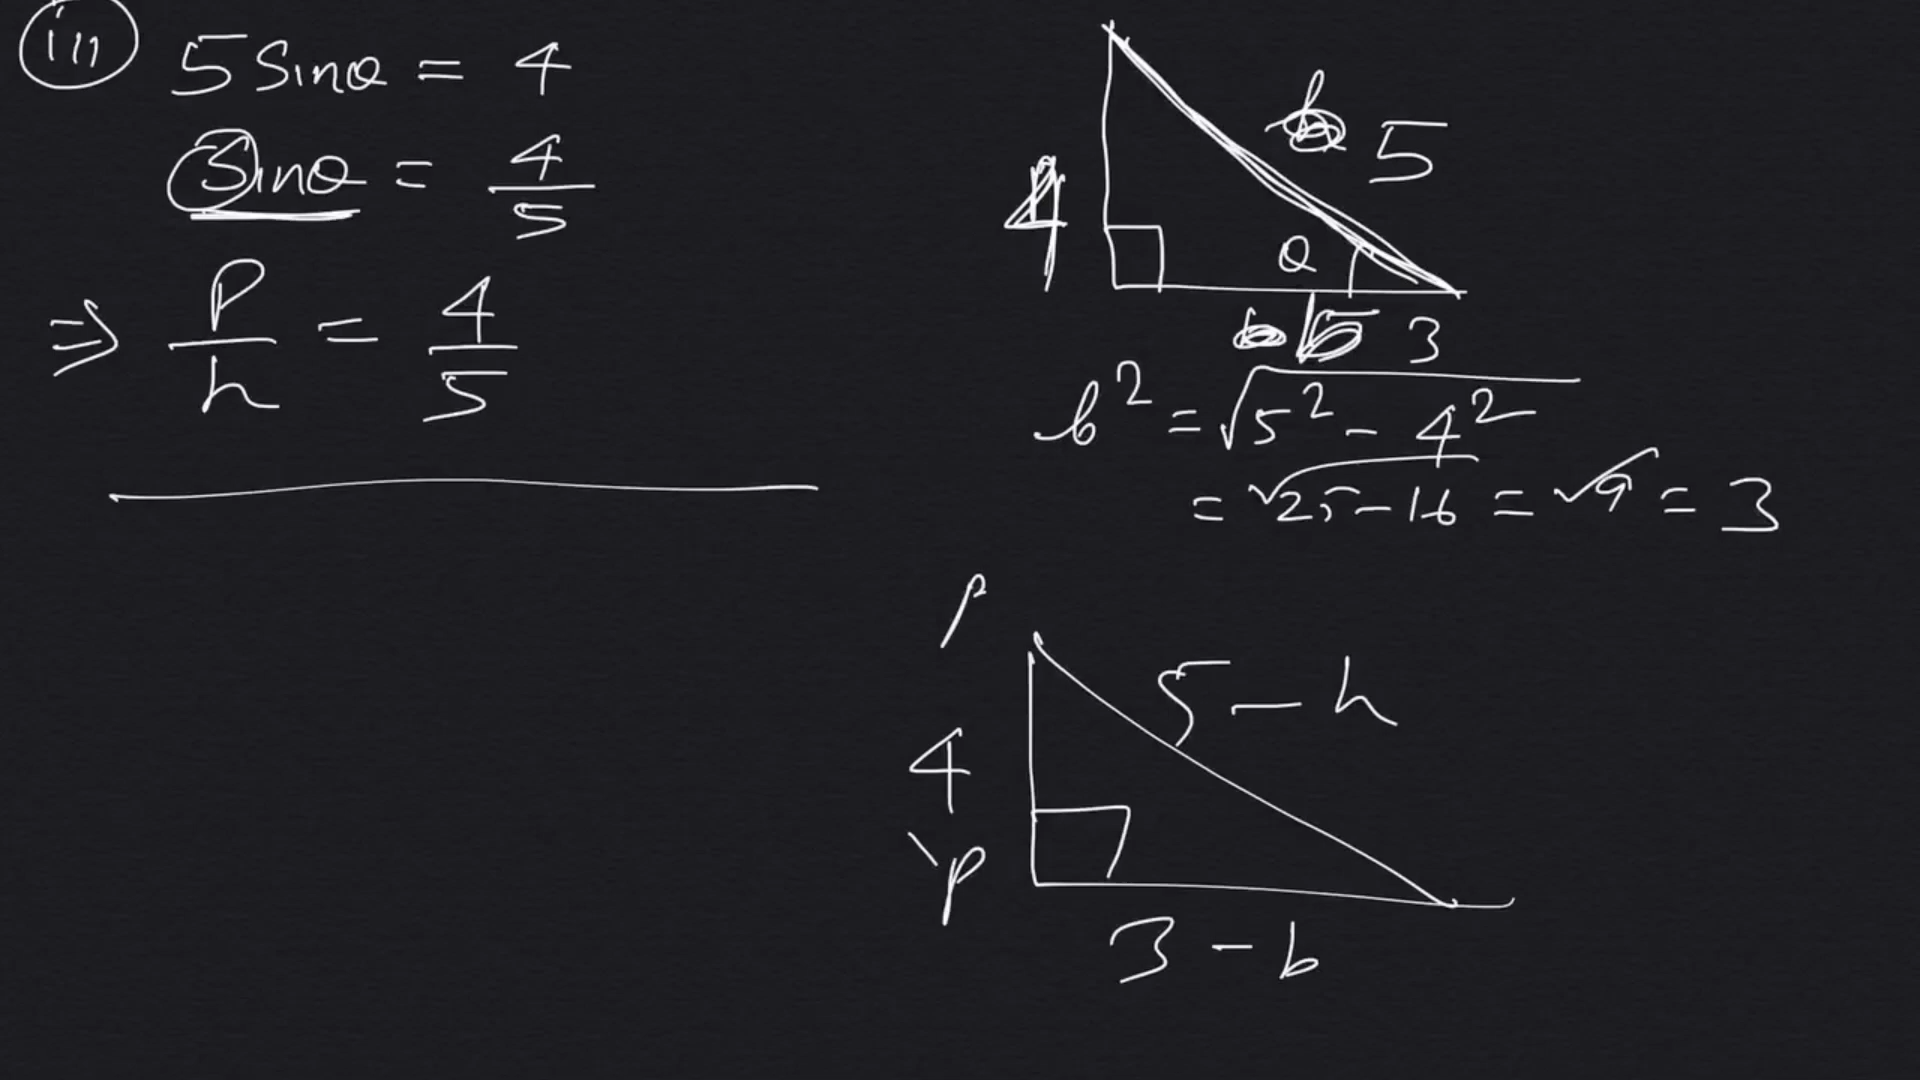 iii 5 sinθ = 4
sinθ = 4/5
⇒ p/h = 4/5
5
4
θ
3
b² = √5² - 4²
= √25-16 = √9 = 3
p
5 - h
4
p
3 - b